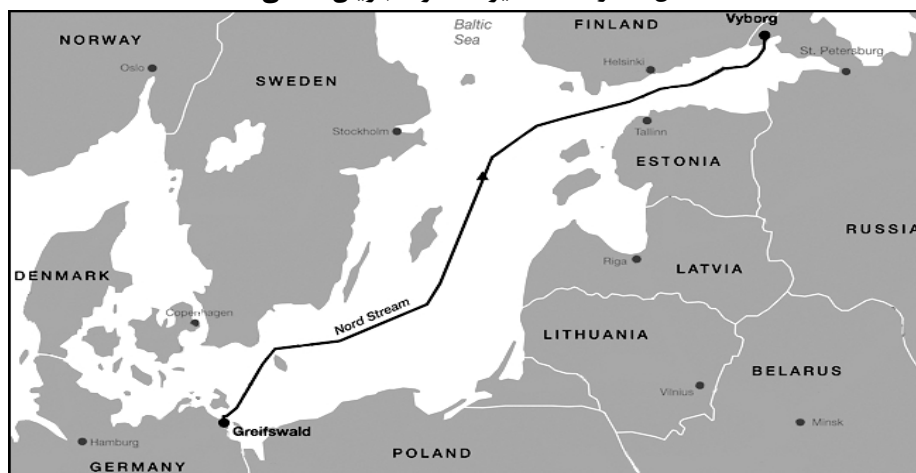 Baltic
Sea
FINLAND
Vyborg
NORWAY
Helsinki
St. Petersburg
Oslo
SWEDEN
Stockholm
Tallinn
ESTONIA
RUSSIA
Riga
LATVIA
DENMARK
Copenhagen
Nord Stream
LITHUANIA
BELARUS
Vilnius
Minsk
Greifswald
Hamburg
POLAND
GERMANY